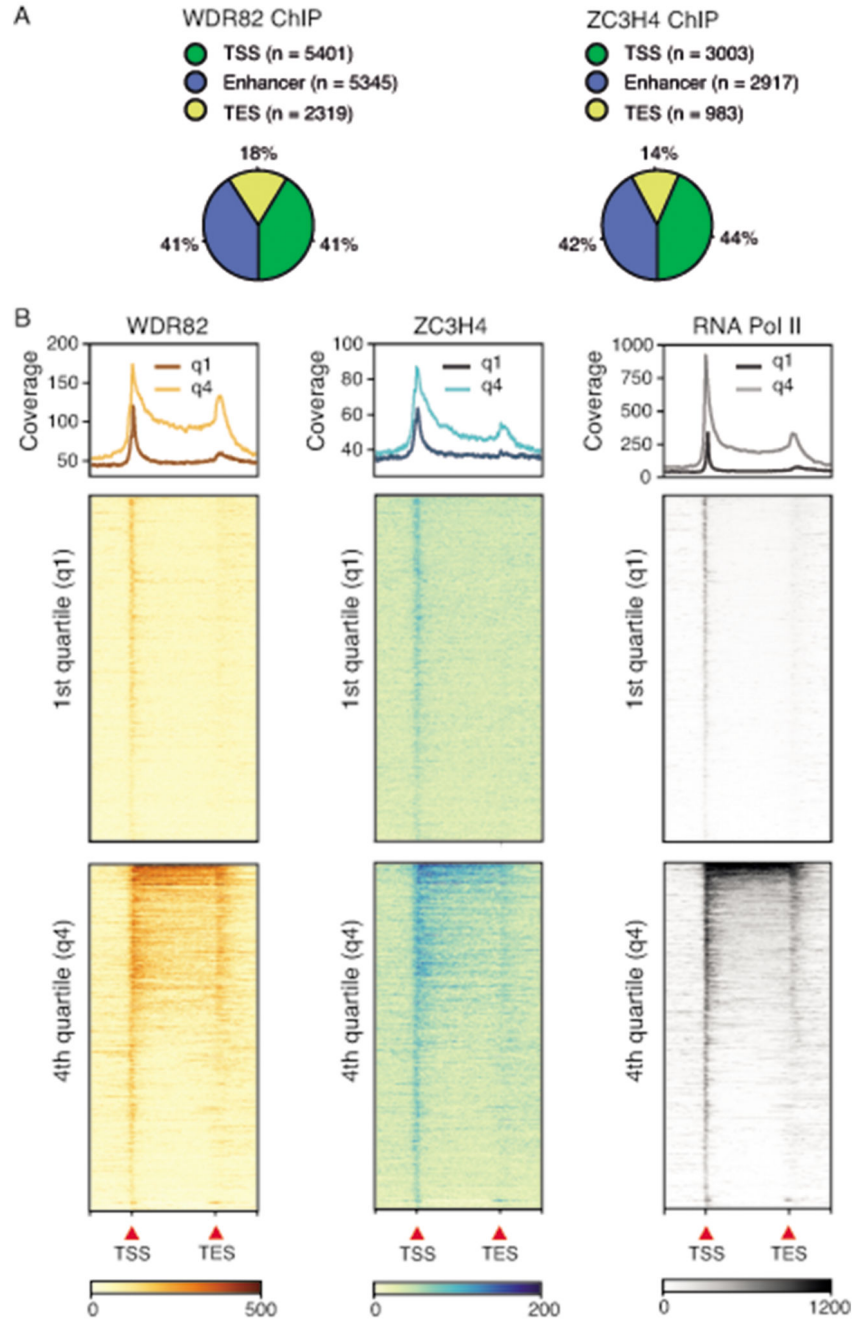 A
WDR82 ChIP
TSS (n = 5401)
Enhancer (n = 5345)
TES (n = 2319)
18%
41%
41%
ZC3H4 ChIP
TSS (n = 3003)
Enhancer (n = 2917)
TES (n = 983)
14%
42%
44%
B
WDR82
Coverage
200
150
100
50
q1
q4
ZC3H4
Coverage
100
80
60
40
q1
q4
RNA Pol II
Coverage
1000
750
500
250
0
q1
q4
1st quartile (q1)
1st quartile (q1)
1st quartile (q1)
4th quartile (q4)
4th quartile (q4)
4th quartile (q4)
TSS TES
TSS TES
TSS TES
0 500
0 200
0 1200